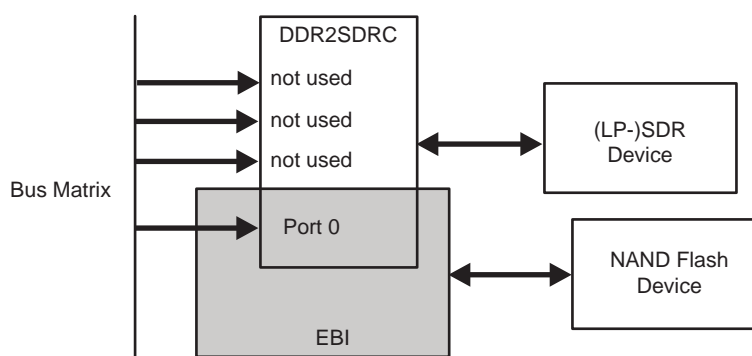 DDR2SDRC
not used
not used
not used
(LP-)SDR
Device
Bus Matrix
Port 0
NAND Flash
Device
EBI